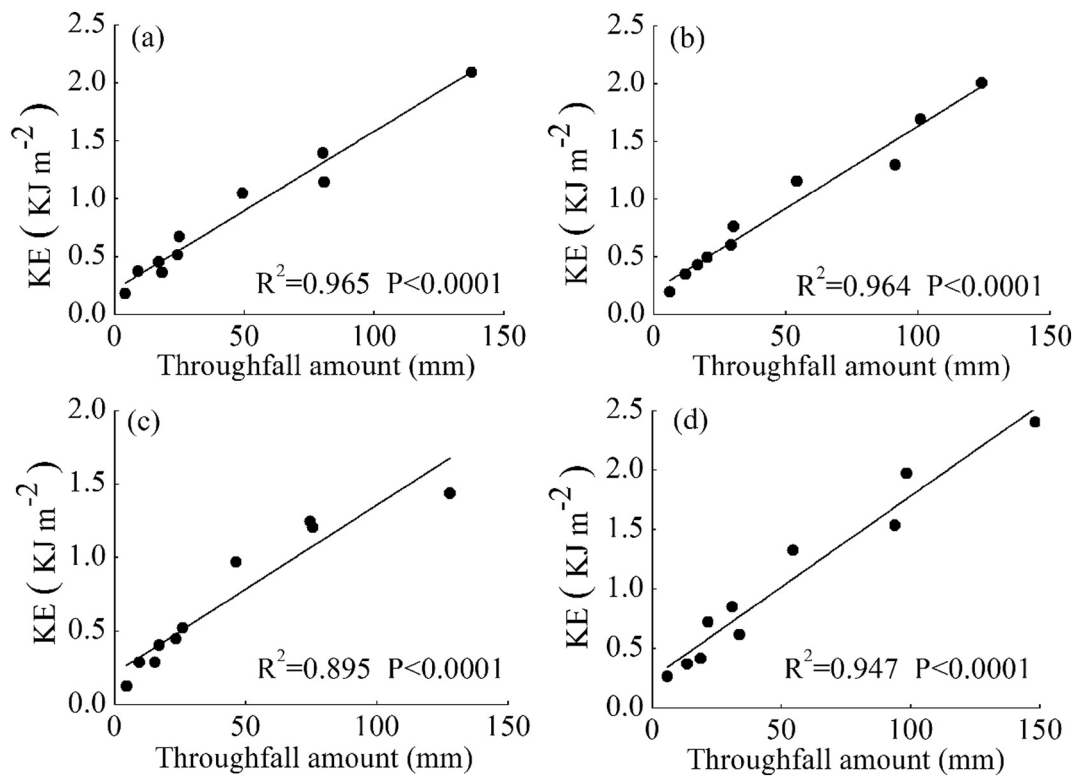 (a)
2.5
2.0
1.5
1.0
0.5
0.0
KE ( KJ m⁻² )
R²=0.965 P<0.0001
0 50 100 150
Throughfall amount (mm)
(b)
2.5
2.0
1.5
1.0
0.5
0.0
KE ( KJ m⁻² )
R²=0.964 P<0.0001
0 50 100 150
Throughfall amount (mm)
(c)
2.0
1.5
1.0
0.5
0.0
KE ( KJ m⁻² )
R²=0.895 P<0.0001
0 50 100 150
Throughfall amount (mm)
(d)
2.5
2.0
1.5
1.0
0.5
0.0
KE ( KJ m⁻² )
R²=0.947 P<0.0001
0 50 100 150
Throughfall amount (mm)